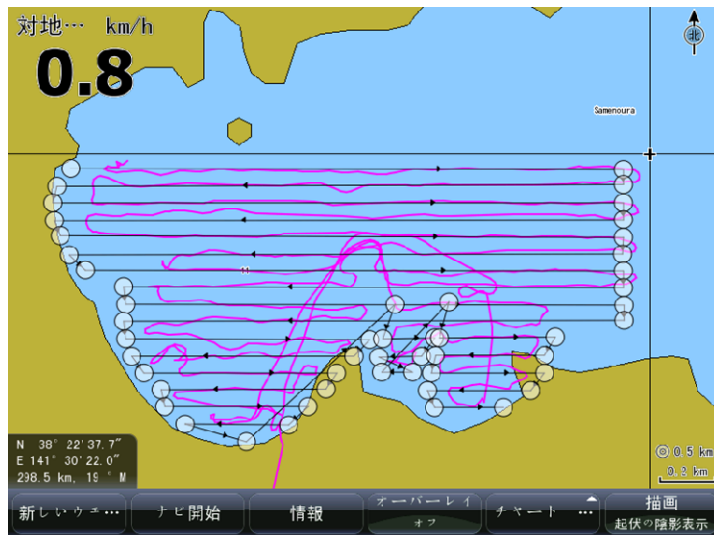 対地… km/h
0.8
北
Samenoura
N 38° 22'37.7"
E 141° 30'22.0"
298.5 km, 19 ° M
0.5 km
0.3 km
新しいウエ… ナビ開始 情報 オーバーレイ チャート … 描画
オフ 起伏の陰影表示